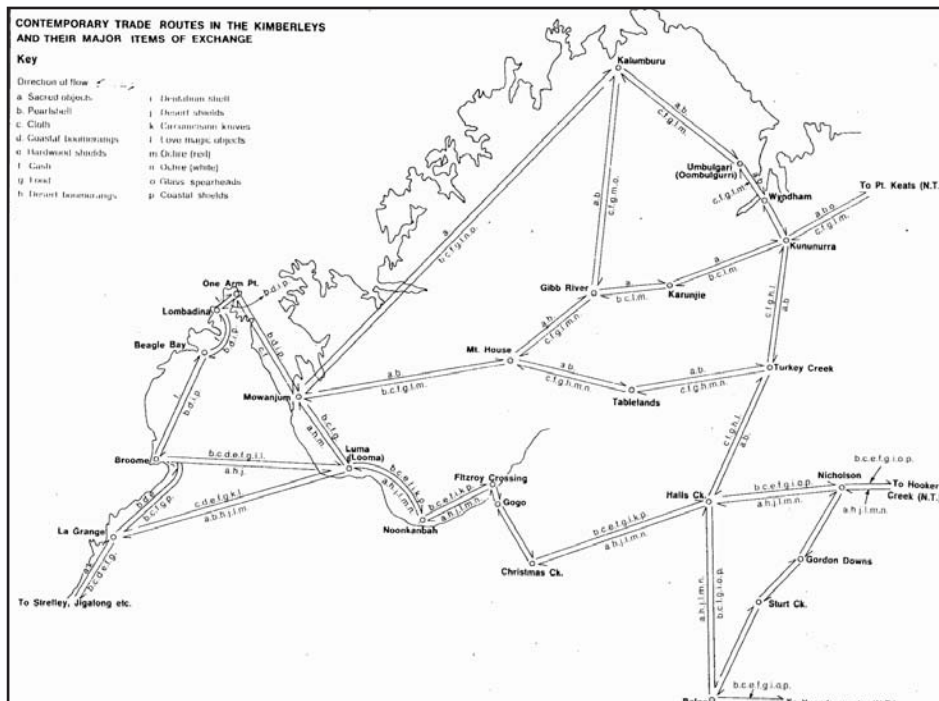 CONTEMPORARY TRADE ROUTES IN THE KIMBERLEYS
AND THEIR MAJOR ITEMS OF EXCHANGE
Key
Direction of flow
a Sacred objects
b. Pearlshell
c. Cloth
d. Coastal boomerangs
e Hardwood shields
f Cash
g Food
h Desert boomerangs
i Dentalium shell
j Desert shields
k Circumcision knives
l Love magic objects
m Ochre (red)
n Ochre (white)
o Glass spearheads
p Coastal shields
Kalumburu
a.b.
c.f.g.l.m.
Umbulgari
(Oombulgurri)
c.f.g.l.m
Wyndham
To Pt. Keats (N.T.
a.b.o.
c.f.g.l.m.
Kununurra
a.b
c.f.g.m.o.
a
b.c.f.g.l.n.o.
Gibb River
a.
b.c.l.m.
Karunjie
a
b.c.l.m
c.f.g.h.l
a.b
One Arm Pt.
b.d.i.p.
Lombadina
b.d.i.p.
Beagle Bay
b.d.i.p.
c.f.
b.d.i.p.
Mt. House
c.f.g.l.m.n
a.b.
c.f.g.h.m.n.
Tablelands
a.b.
c.f.g.h.m.n.
Turkey Creek
Mowanjum
a.b
b.c.f.g.l.m.
b.c.f.g.
a.h.m.
Luma
(Looma)
Broome
b.c.d.e.f.g.i.l.
a.h.j.
c.d.e.f.g.k.l
a.b.h.j.l.m
b.d.e
b.c.f.g.p.
La Grange
a.k
b.c.d.e.f.g.
To Strelley, Jigalong etc.
b.c.e.f.i.k.p
a.h.j.l.m.n.
Noonkanbah
b.c.e.f.i.k.p
a.h.j.l.m.n
Fitzroy Crossing
Gogo
Christmas Ck.
b.c.e.f.g.i.k.p.
a.h.j.l.m.n.
c.f.g.h.l.
a.b.
Halls Ck.
b.c.e.f.g.i.o.p.
a.h.j.l.m.n.
Nicholson
b.c.e.f.g.i.o.p.
To Hooker
Creek (N.T.)
a.h.j.l.m.n.
Gordon Downs
Sturt Ck.
a.h.j.l.m.n.
b.c.f.g.i.o.p.
b.c.e.f.g.i.o.p.